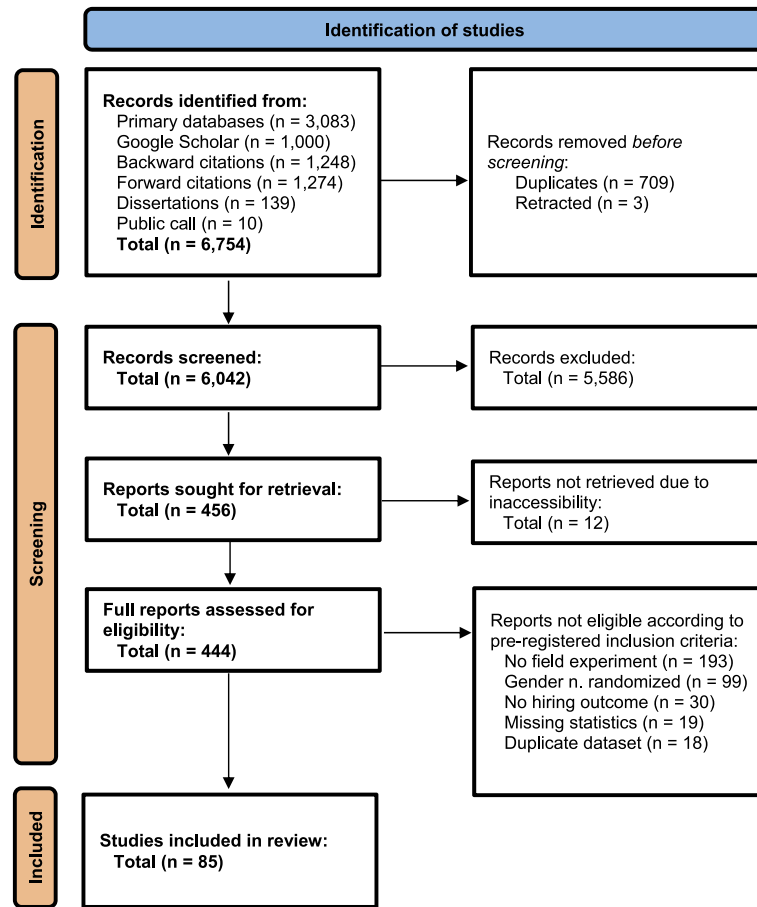 Identification of studies
Identification
Records identified from:
Primary databases (n = 3,083)
Google Scholar (n = 1,000)
Backward citations (n = 1,248)
Forward citations (n = 1,274)
Dissertations (n = 139)
Public call (n = 10)
Total (n = 6,754)
Records removed before
screening:
Duplicates (n = 709)
Retracted (n = 3)
Screening
Records screened:
Total (n = 6,042)
Records excluded:
Total (n = 5,586)
Reports sought for retrieval:
Total (n = 456)
Reports not retrieved due to
inaccessibility:
Total (n = 12)
Full reports assessed for
eligibility:
Total (n = 444)
Reports not eligible according to
pre-registered inclusion criteria:
No field experiment (n = 193)
Gender n. randomized (n = 99)
No hiring outcome (n = 30)
Missing statistics (n = 19)
Duplicate dataset (n = 18)
Included
Studies included in review:
Total (n = 85)